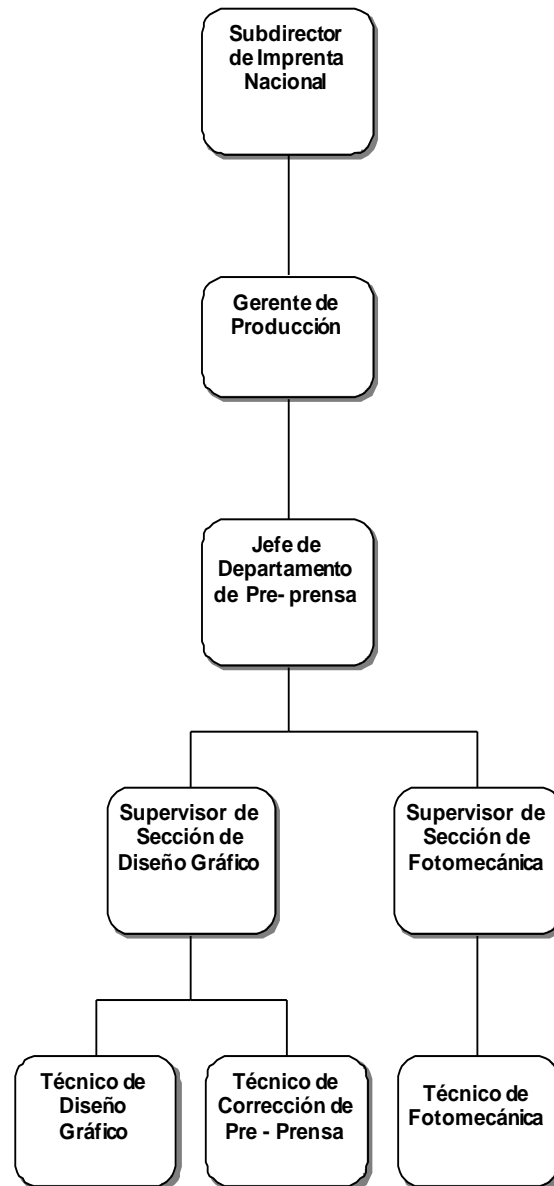 Subdirector
de Imprenta
Nacional
Gerente de
Producción
Jefe de
Departamento
de Pre- prensa
Supervisor de
Sección de
Diseño Gráfico
Supervisor de
Sección de
Fotomecánica
Técnico de
Diseño
Gráfico
Técnico de
Corrección de
Pre - Prensa
Técnico de
Fotomecánica